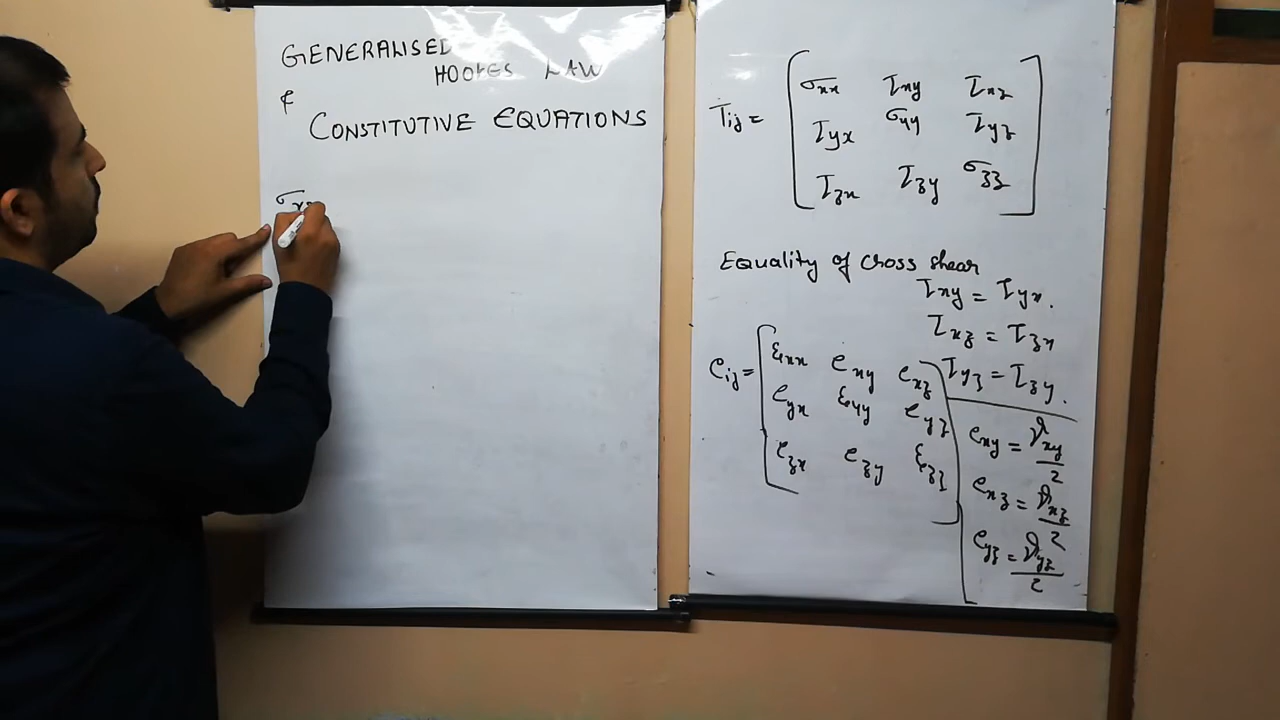 GENERALISED
HOOKES LAW
&
CONSTITUTIVE EQUATIONS
σxx
σxx τxy τxz
τij = τyx σyy τyz
τzx τzy σzz
Equality of cross shear
τxy = τyx.
τxz = τzx
τyz = τzy.
εxx exy exz
eij = eyx εyy eyz
ezx ezy εzz
exy = γxy/2
exz = γxz/2
eyz = γyz/2